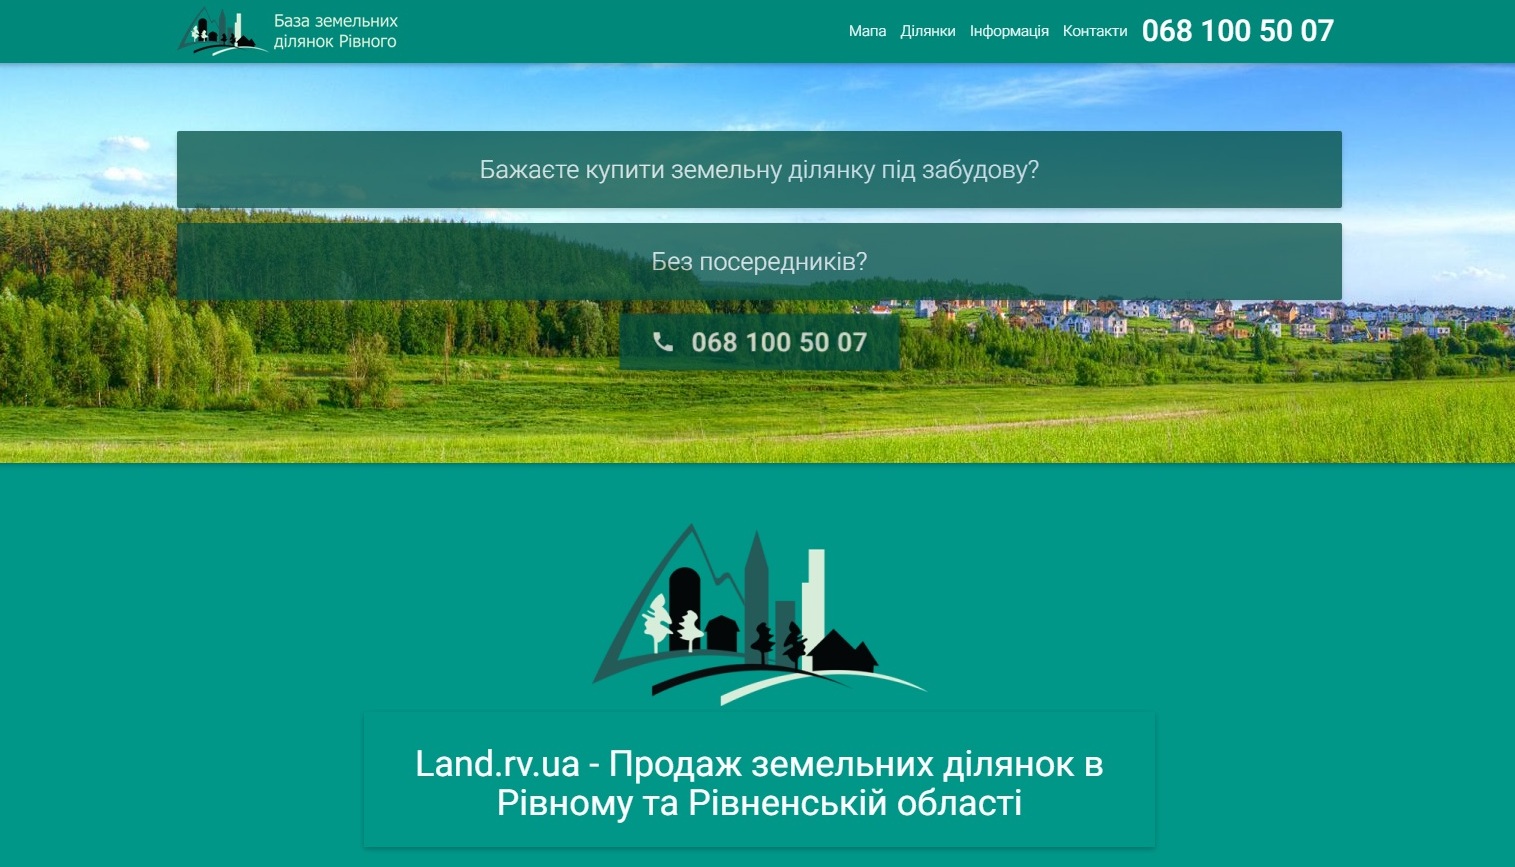 База земельних
ділянок Рівного
Мапа Ділянки Інформація Контакти 068 100 50 07
Бажаєте купити земельну ділянку під забудову?
Без посередників?
068 100 50 07
Land.rv.ua - Продаж земельних ділянок в
Рівному та Рівненській області